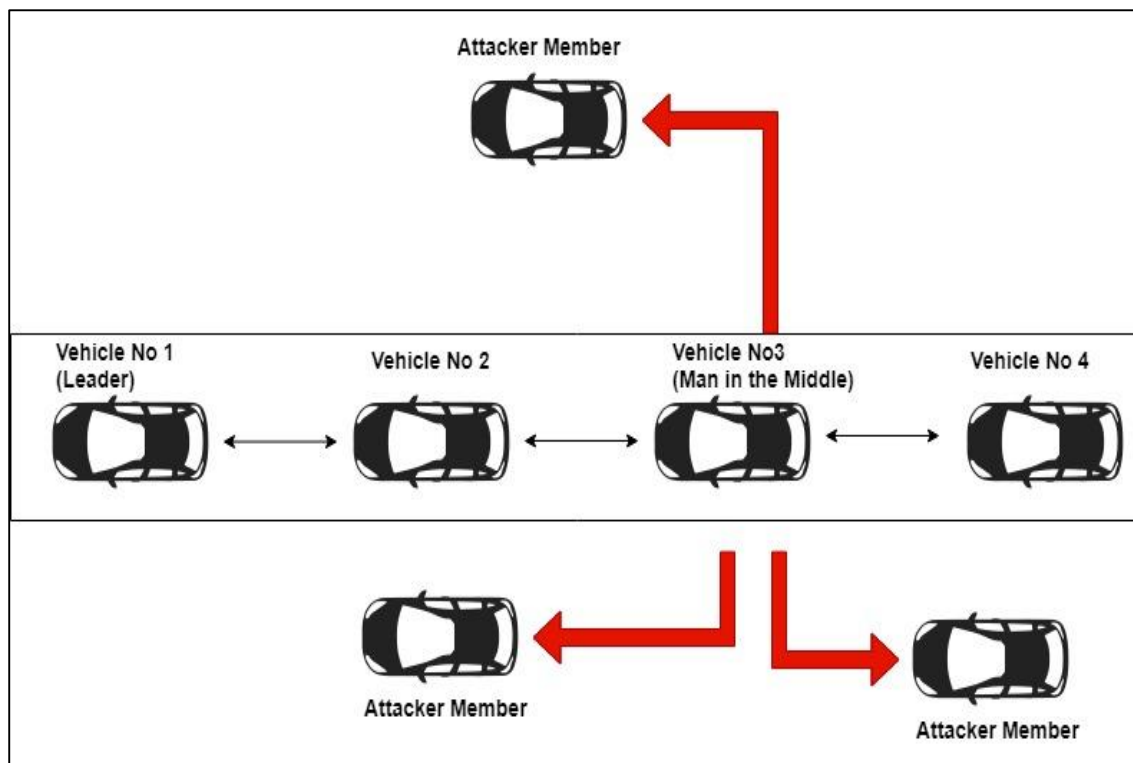 Attacker Member
Vehicle No 1
(Leader)
Vehicle No 2
Vehicle No3
(Man in the Middle)
Vehicle No 4
Attacker Member
Attacker Member